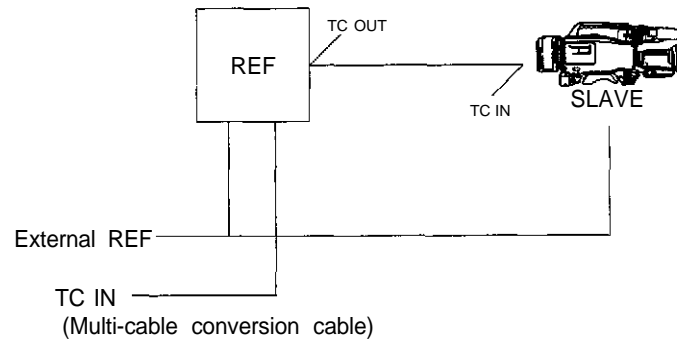 TC OUT
REF
TC IN
SLAVE
External REF
TC IN
(Multi-cable conversion cable)